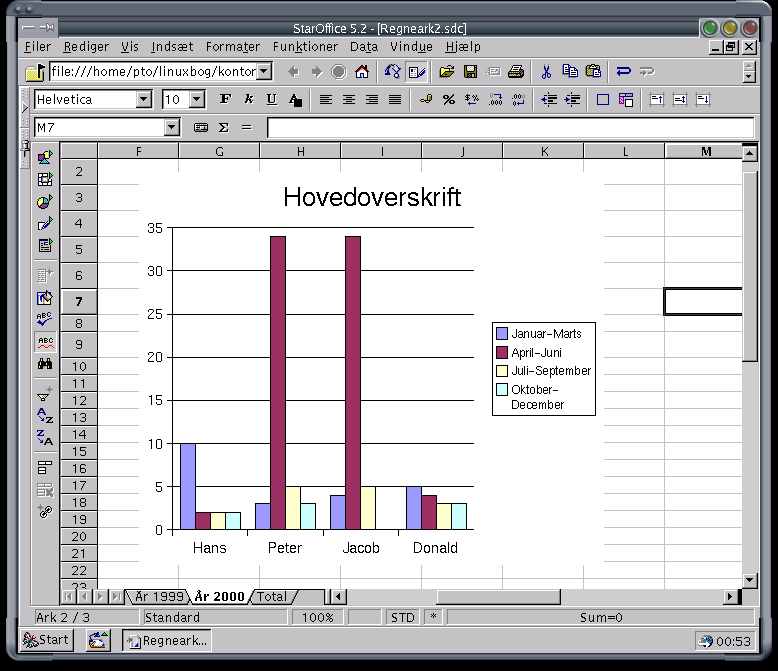 StarOffice 5.2 - [Regneark2.sdc]
Filer Rediger Vis Indsæt Formater Funktioner Data Vindue Hjælp
file:///home/pto/linuxbog/kontor
Helvetica 10 F K U A % $%
M7 Σ =
F G H I J K L M
2
3
4
5
6
7
8
9
10
11
12
13
14
15
16
17
18
19
20
21
22
23
ABC
ABC
A Z
Z A
Hovedoverskrift
35
30
25
20
15
10
5
0
Hans Peter Jacob Donald
Januar-Marts
April-Juni
Juli-September
Oktober-
December
År 1999 År 2000 Total
Ark 2 / 3 Standard 100% STD * Sum=0
Start Regneark... 00:53